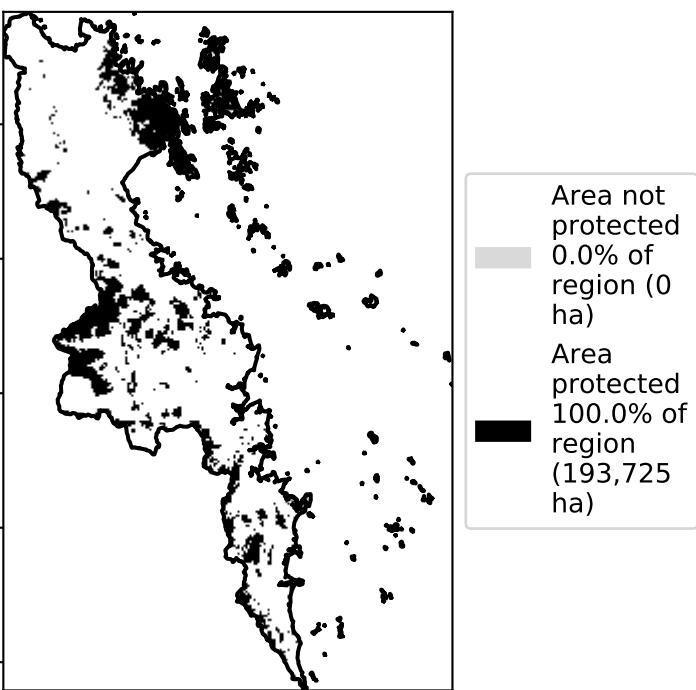 Area not
protected
0.0% of
region (0
ha)
Area
protected
100.0% of
region
(193,725
ha)